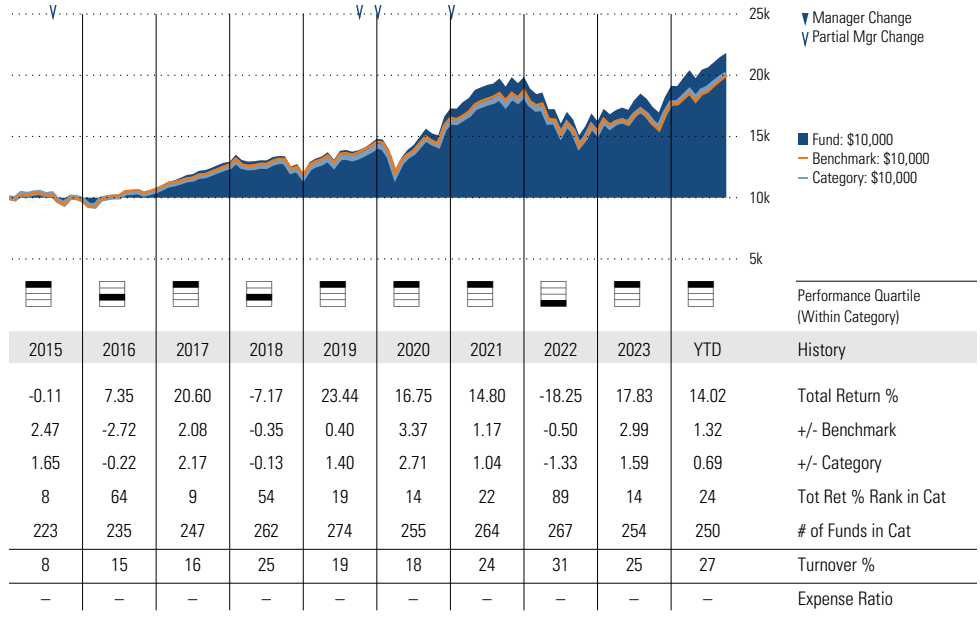 25k
Manager Change
Partial Mgr Change
20k
15k
Fund: $10,000
Benchmark: $10,000
Category: $10,000
10k
5k
Performance Quartile
(Within Category)
2015 2016 2017 2018 2019 2020 2021 2022 2023 YTD History
-0.11 7.35 20.60 -7.17 23.44 16.75 14.80 -18.25 17.83 14.02 Total Return %
2.47 -2.72 2.08 -0.35 0.40 3.37 1.17 -0.50 2.99 1.32 +/- Benchmark
1.65 -0.22 2.17 -0.13 1.40 2.71 1.04 -1.33 1.59 0.69 +/- Category
8 64 9 54 19 14 22 89 14 24 Tot Ret % Rank in Cat
223 235 247 262 274 255 264 267 254 250 # of Funds in Cat
8 15 16 25 19 18 24 31 25 27 Turnover %
– – – – – – – – – – Expense Ratio